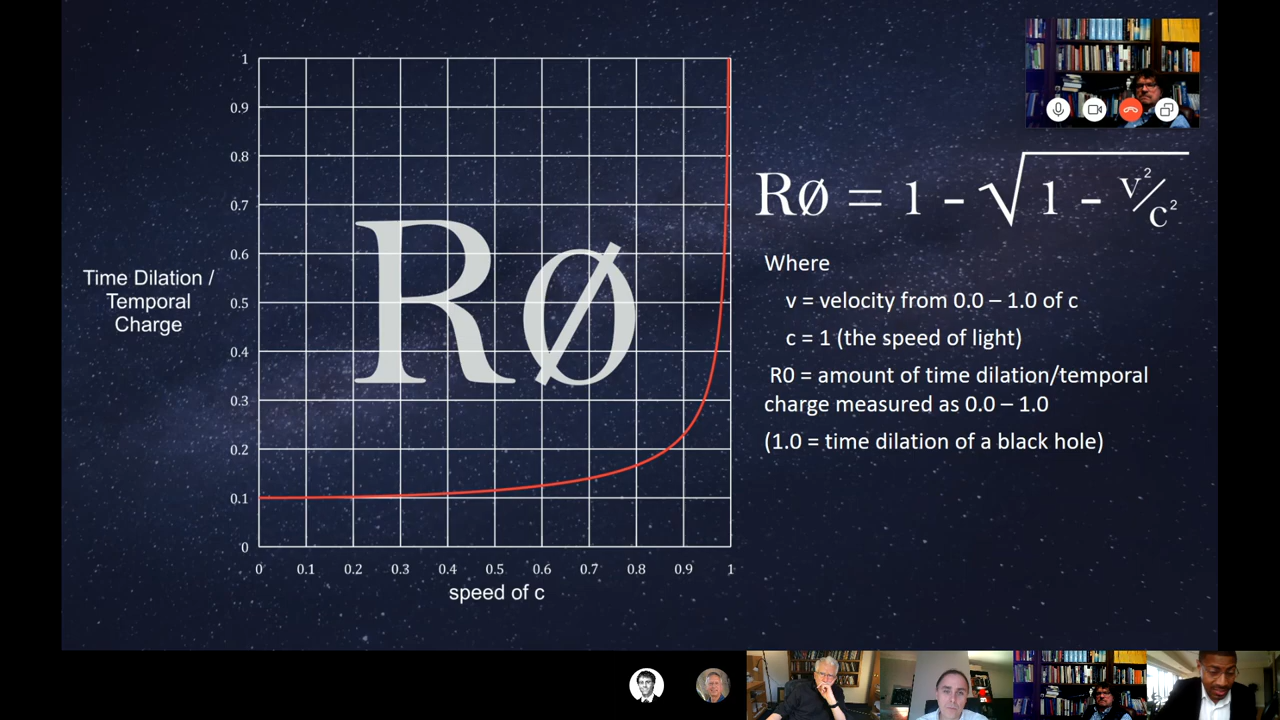 1
0.9
0.8
0.7
0.6
0.5
0.4
0.3
0.2
0.1
0
Time Dilation /
Temporal
Charge
RØ
0 0.1 0.2 0.3 0.4 0.5 0.6 0.7 0.8 0.9 1
speed of c
RØ = 1 - √1 - v²/c²
Where
v = velocity from 0.0 – 1.0 of c
c = 1 (the speed of light)
R0 = amount of time dilation/temporal
charge measured as 0.0 – 1.0
(1.0 = time dilation of a black hole)